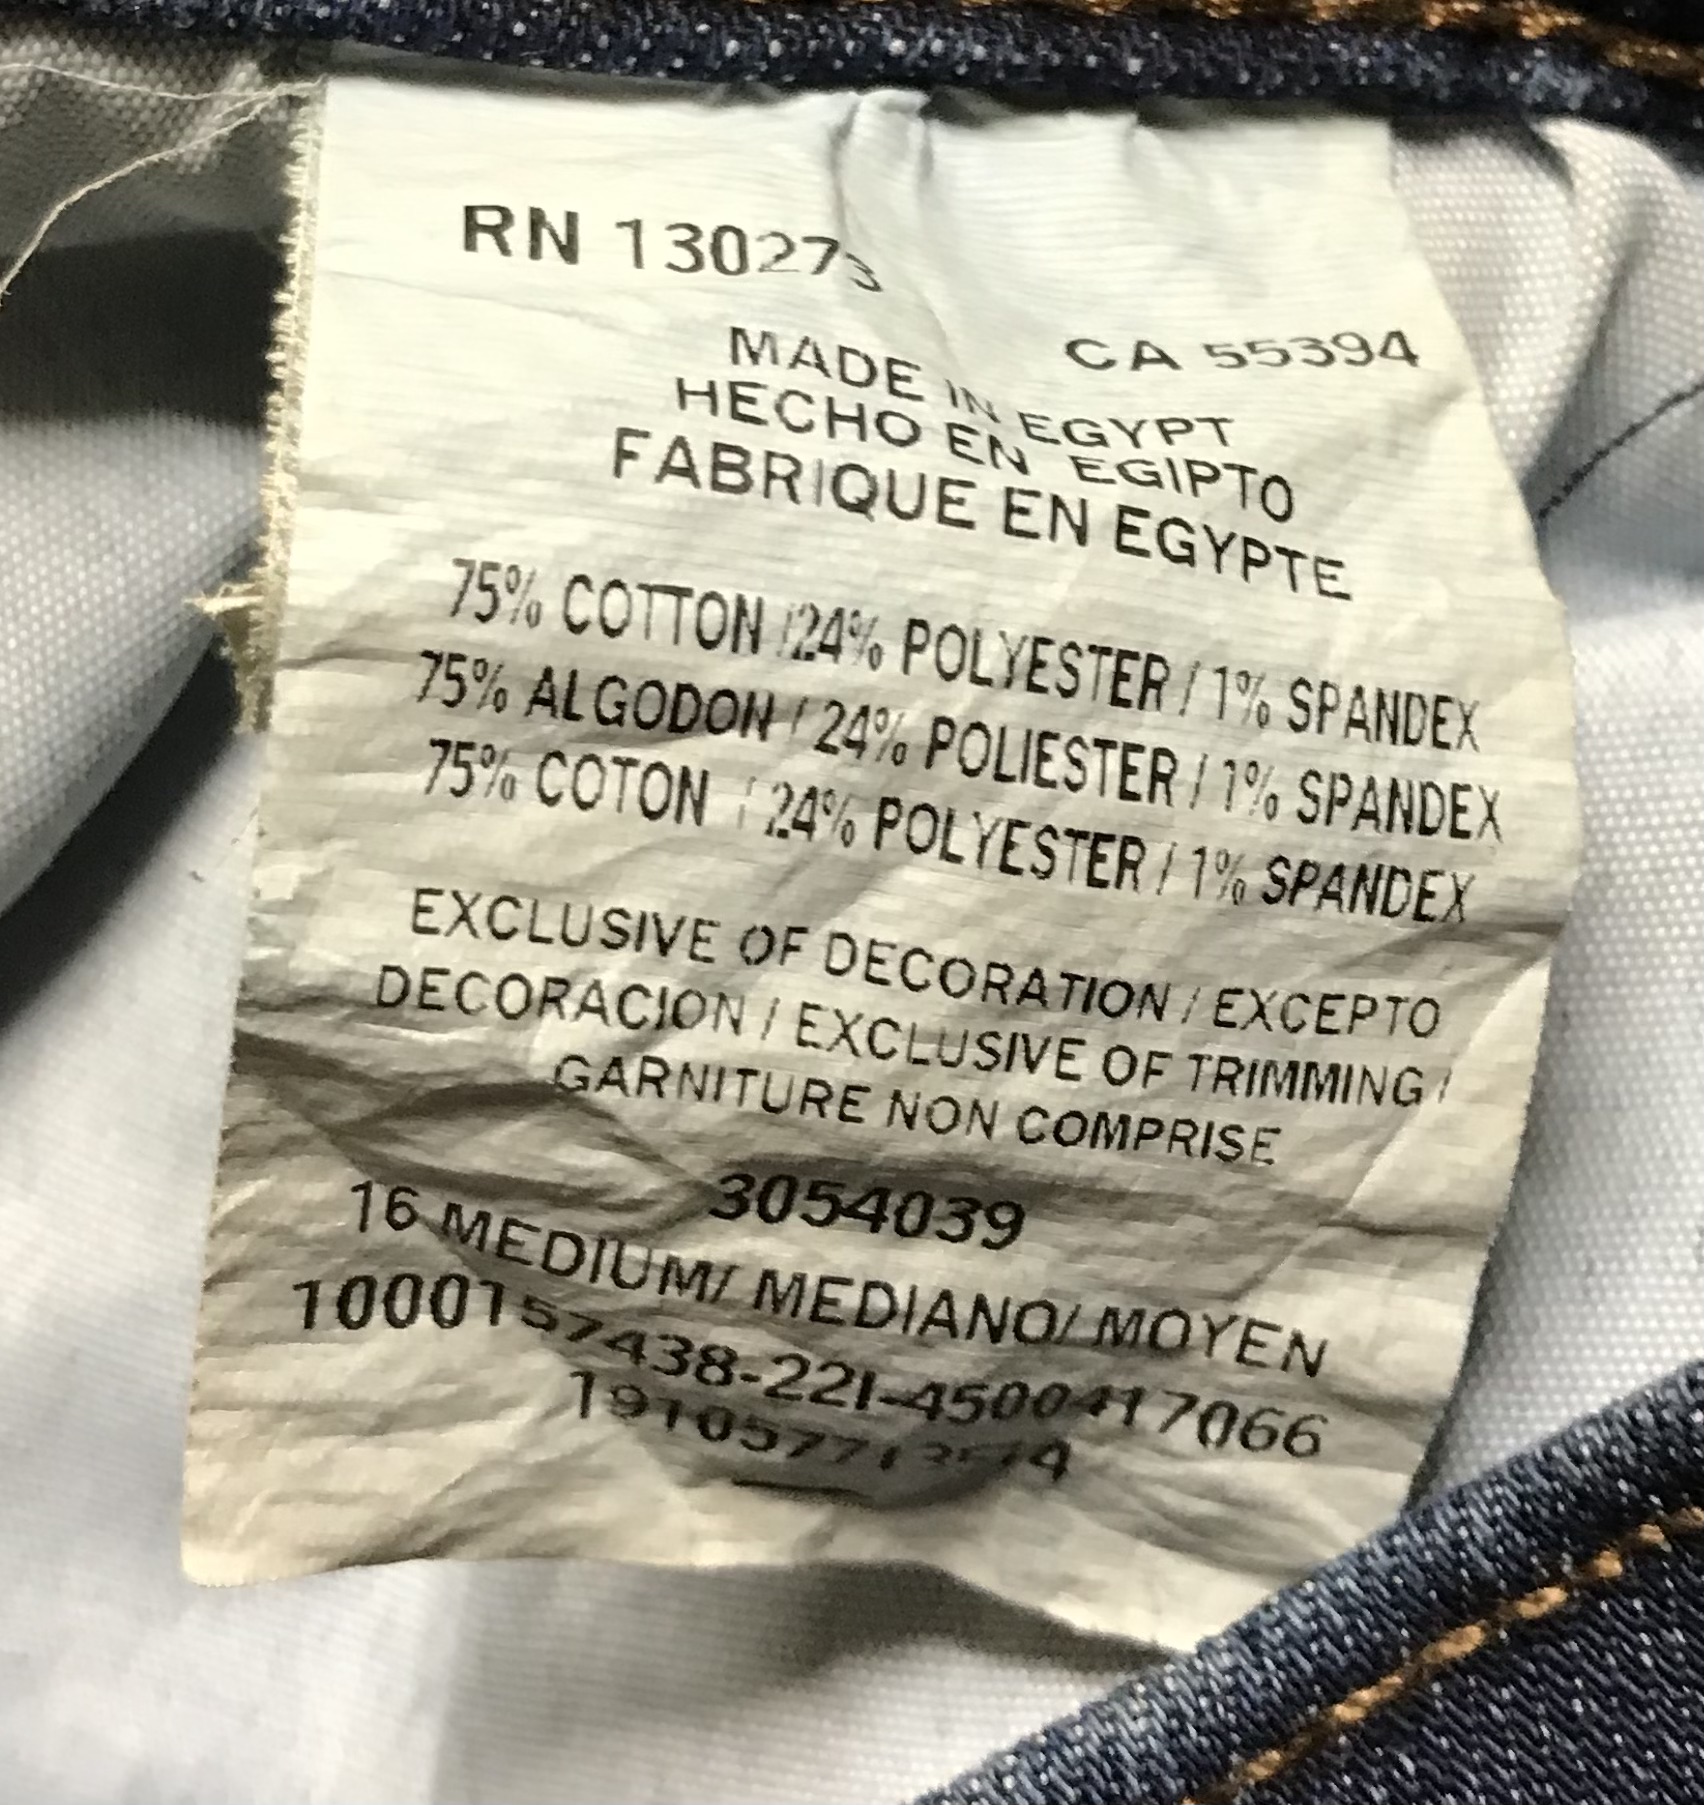 RN 130273
CA 55394
MADE IN EGYPT
HECHO EN EGIPTO
FABRIQUE EN EGYPTE
75% COTTON / 24% POLYESTER / 1% SPANDEX
75% ALGODON / 24% POLIESTER / 1% SPANDEX
75% COTON / 24% POLYESTER / 1% SPANDEX
EXCLUSIVE OF DECORATION / EXCEPTO
DECORACION / EXCLUSIVE OF TRIMMING /
GARNITURE NON COMPRISE
3054039
16 MEDIUM/ MEDIANO/ MOYEN
1000157438-22I-4500417066